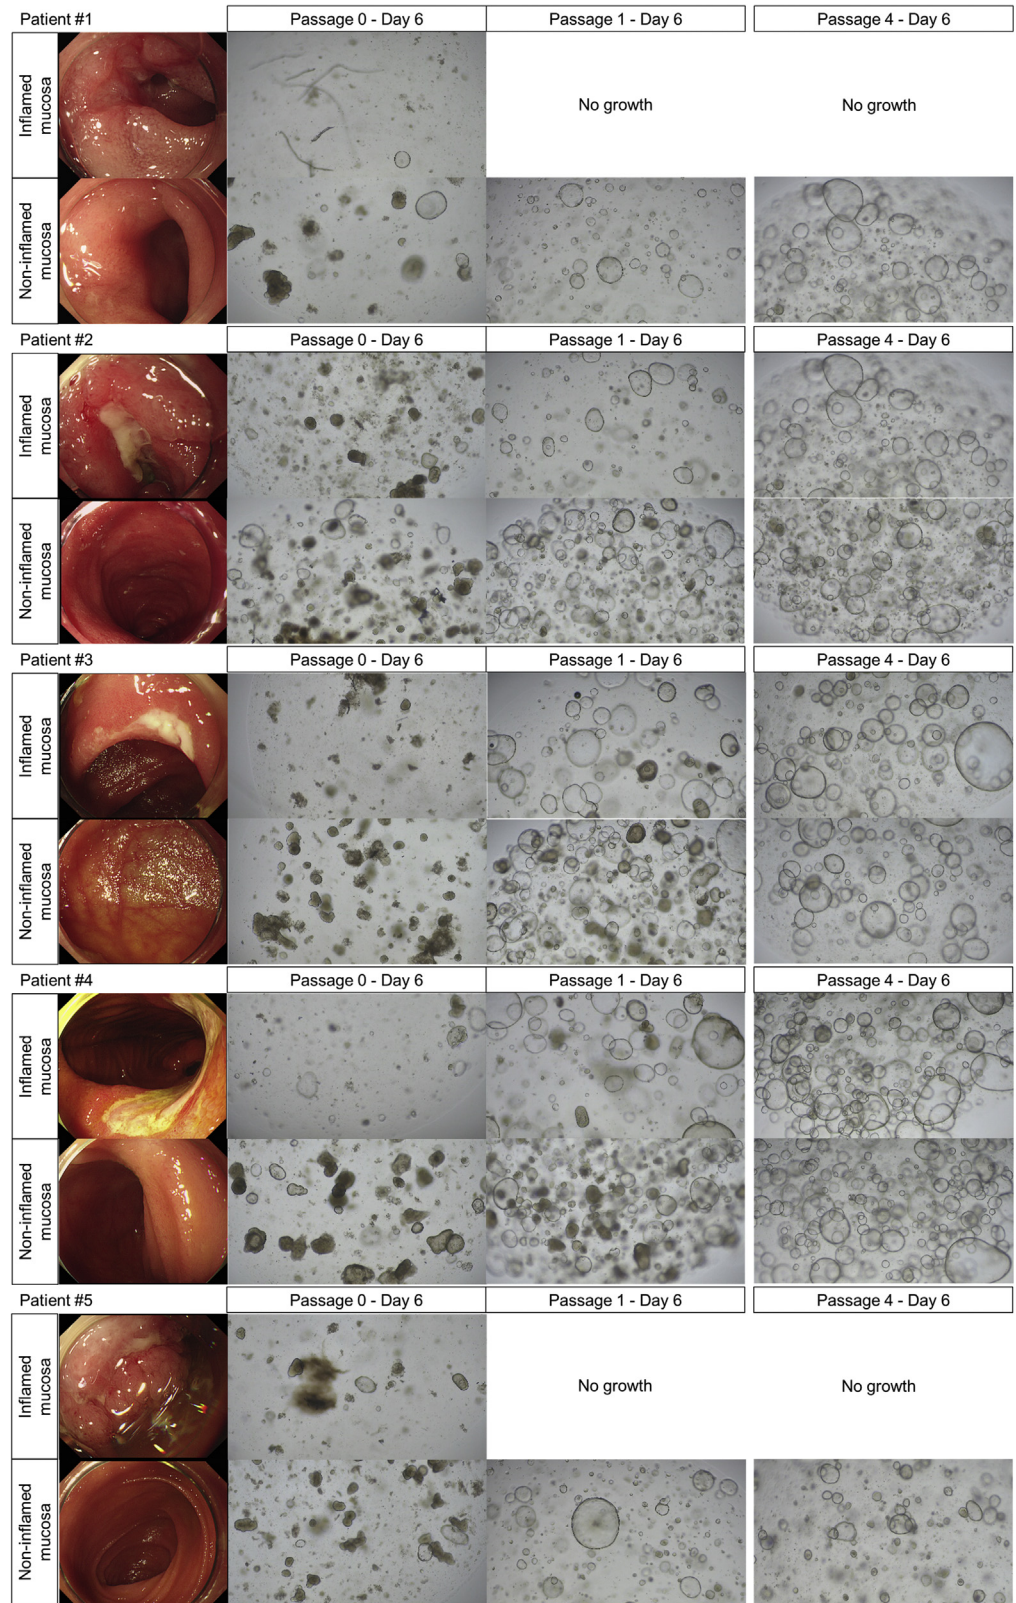 Patient #1
Passage 0 - Day 6
Passage 1 - Day 6
Passage 4 - Day 6
Inflamed
mucosa
No growth
No growth
Non-inflamed
mucosa
Patient #2
Passage 0 - Day 6
Passage 1 - Day 6
Passage 4 - Day 6
Inflamed
mucosa
Non-inflamed
mucosa
Patient #3
Passage 0 - Day 6
Passage 1 - Day 6
Passage 4 - Day 6
Inflamed
mucosa
Non-inflamed
mucosa
Patient #4
Passage 0 - Day 6
Passage 1 - Day 6
Passage 4 - Day 6
Inflamed
mucosa
Non-inflamed
mucosa
Patient #5
Passage 0 - Day 6
Passage 1 - Day 6
Passage 4 - Day 6
Inflamed
mucosa
No growth
No growth
Non-inflamed
mucosa